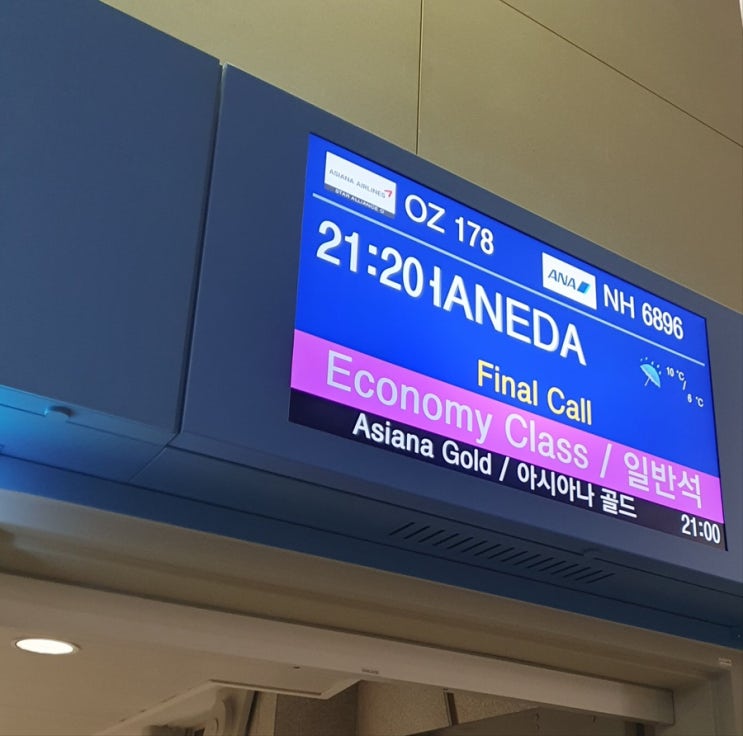 ASIANA AIRLINES
STAR ALLIANCE
OZ 178
ANA
NH 6896
21:20 HANEDA
Final Call
10 ℃ / 6 ℃
Economy Class / 일반석
Asiana Gold / 아시아나 골드
21:00